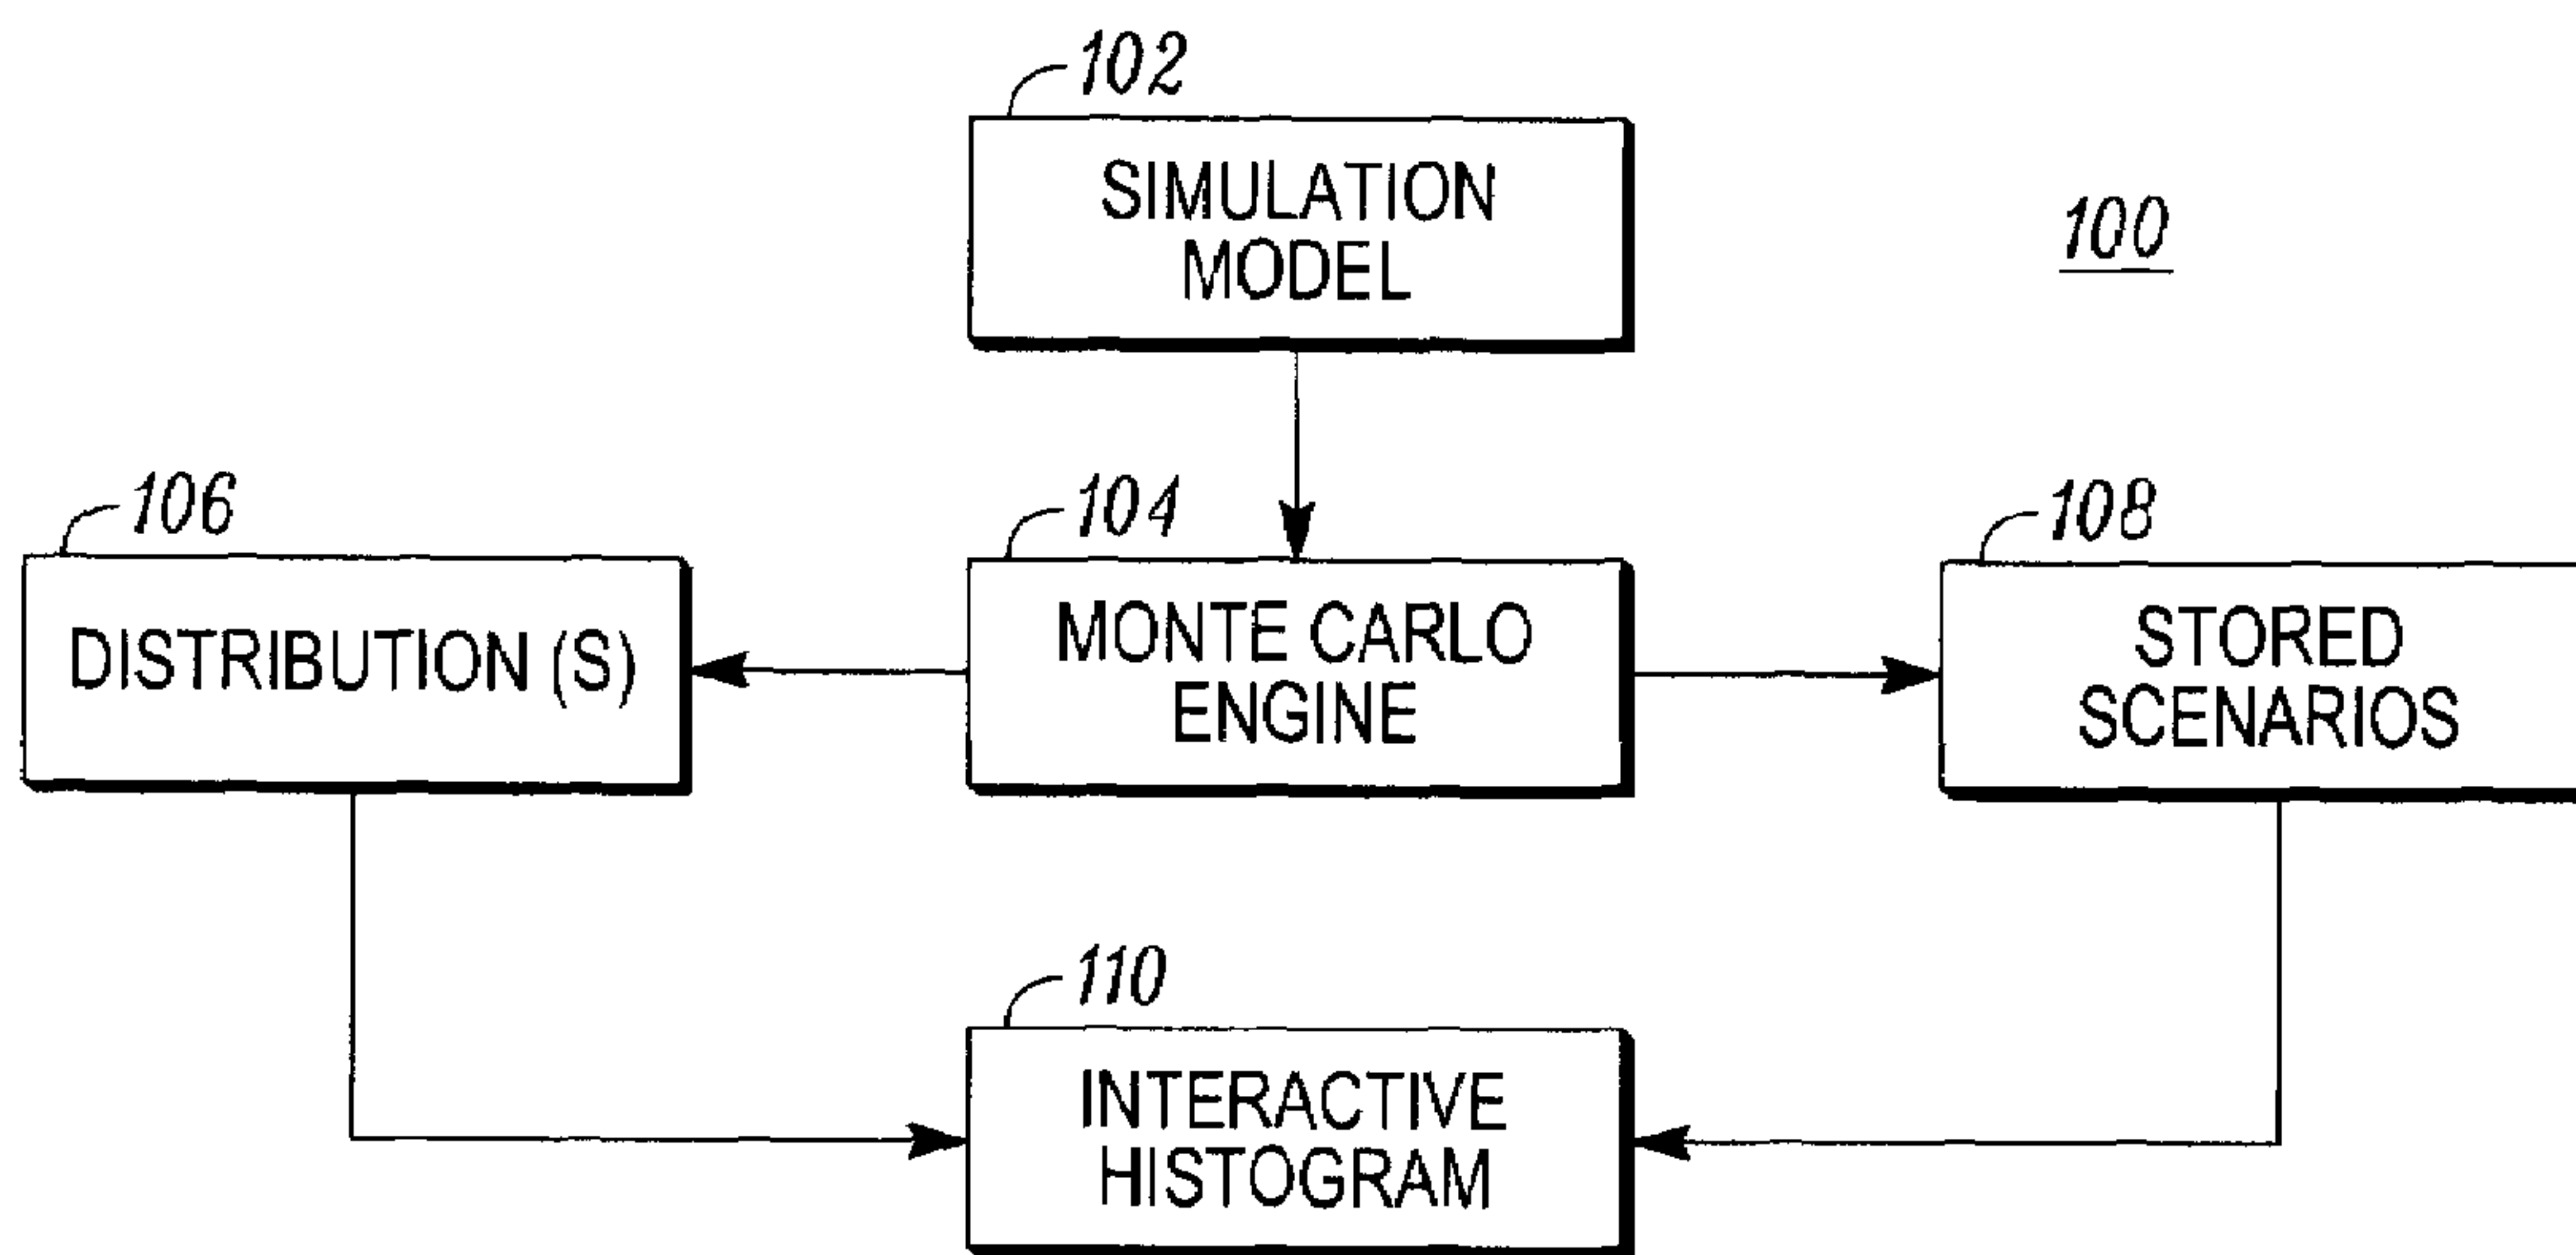 102
SIMULATION
MODEL
100
106
DISTRIBUTION (S)
104
MONTE CARLO
ENGINE
108
STORED
SCENARIOS
110
INTERACTIVE
HISTOGRAM